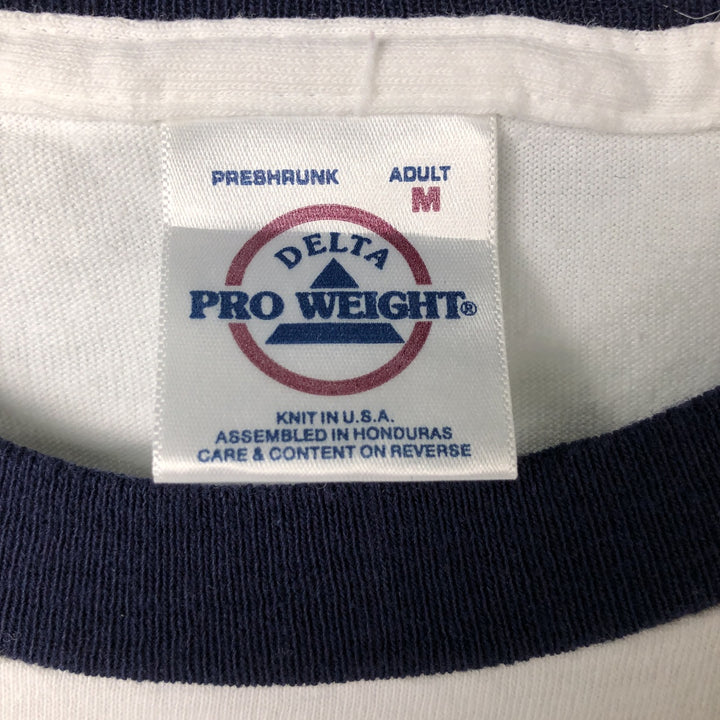 PRESHRUNK ADULT
M
DELTA
PRO WEIGHT®
KNIT IN U.S.A.
ASSEMBLED IN HONDURAS
CARE & CONTENT ON REVERSE